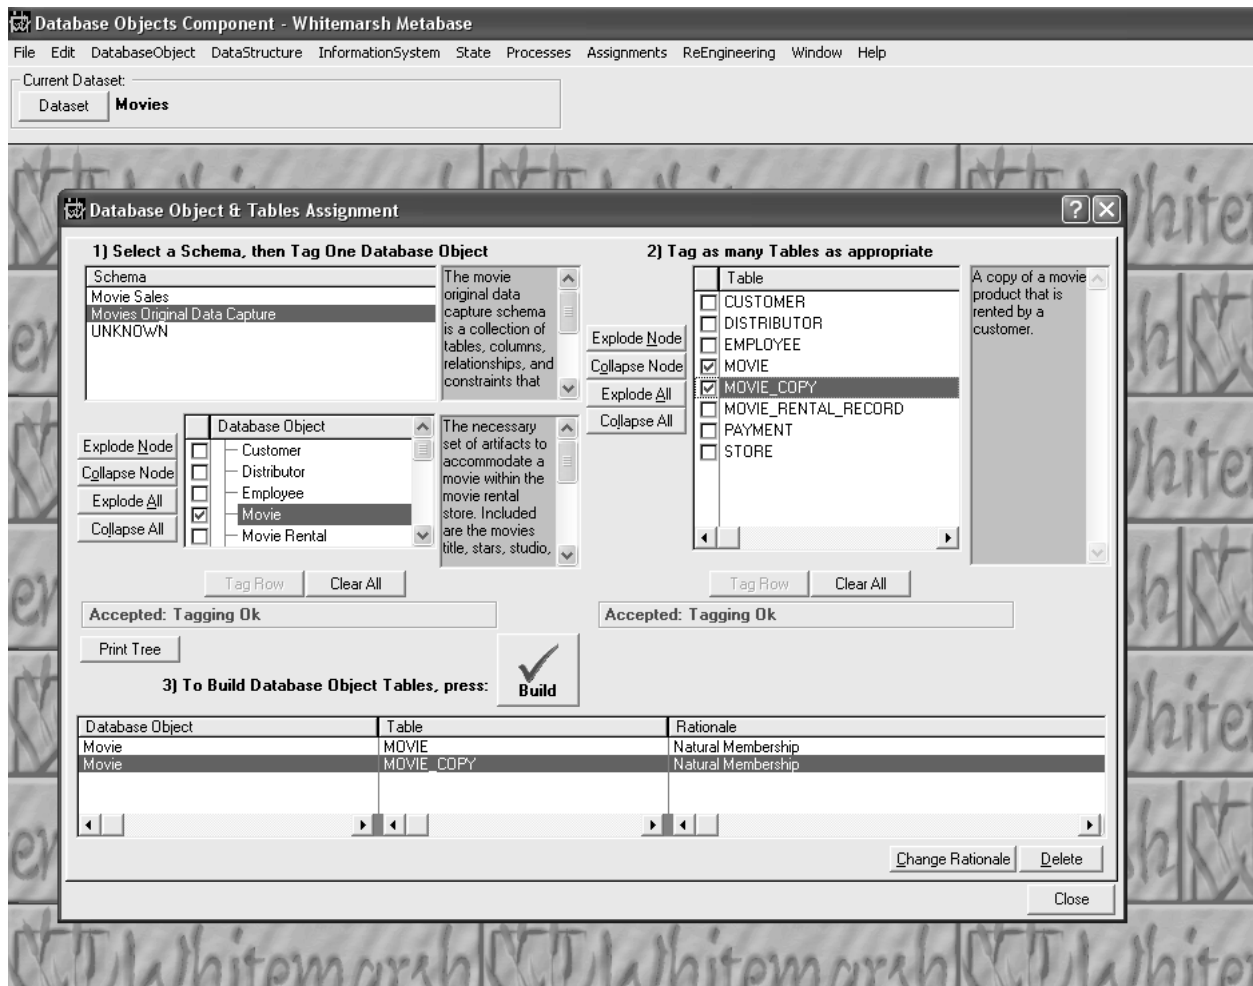 Database Objects Component - Whitemarsh Metabase
File Edit DatabaseObject DataStructure InformationSystem State Processes Assignments ReEngineering Window Help
Current Dataset:
Dataset Movies
Database Object & Tables Assignment
1) Select a Schema, then Tag One Database Object
Schema
Movie Sales
Movies Original Data Capture
UNKNOWN
The movie
original data
capture schema
is a collection of
tables, columns,
relationships, and
constraints that
Explode Node
Collapse Node
Explode All
Collapse All
Database Object
Customer
Distributor
Employee
Movie
Movie Rental
The necessary
set of artifacts to
accommodate a
movie within the
movie rental
store. Included
are the movies
title, stars, studio,
Tag Row Clear All
Accepted: Tagging Ok
Print Tree
2) Tag as many Tables as appropriate
Explode Node
Collapse Node
Explode All
Collapse All
Table
CUSTOMER
DISTRIBUTOR
EMPLOYEE
MOVIE
MOVIE_COPY
MOVIE_RENTAL_RECORD
PAYMENT
STORE
A copy of a movie
product that is
rented by a
customer.
Tag Row Clear All
Accepted: Tagging Ok
3) To Build Database Object Tables, press: Build
Database Object Table Rationale
Movie MOVIE Natural Membership
Movie MOVIE_COPY Natural Membership
Change Rationale Delete
Close
Whitemarsh